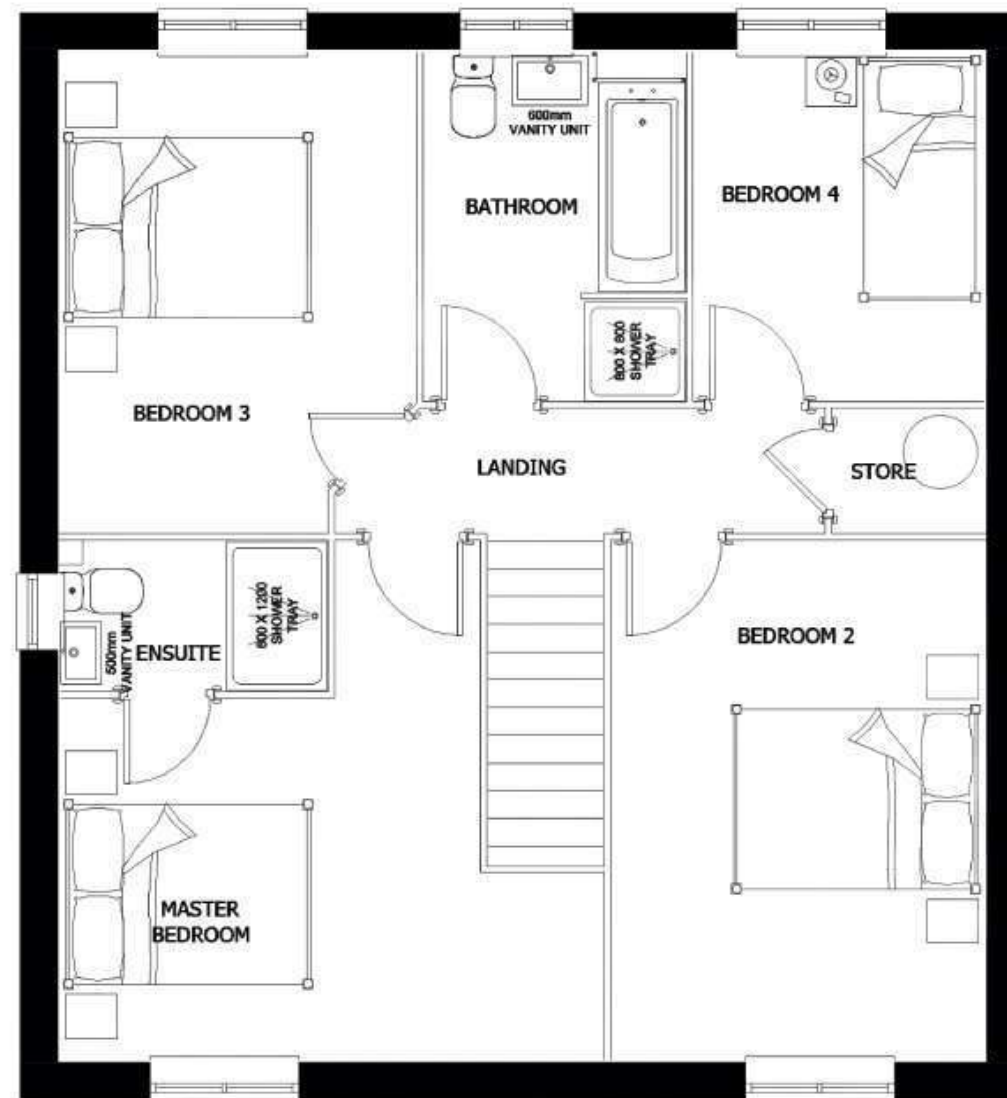 600mm
VANITY UNIT
BATHROOM
BEDROOM 4
800 X 800
SHOWER
TRAY
BEDROOM 3
LANDING
STORE
800 X 1200
SHOWER
TRAY
500mm
VANITY UNIT
ENSUITE
BEDROOM 2
MASTER
BEDROOM